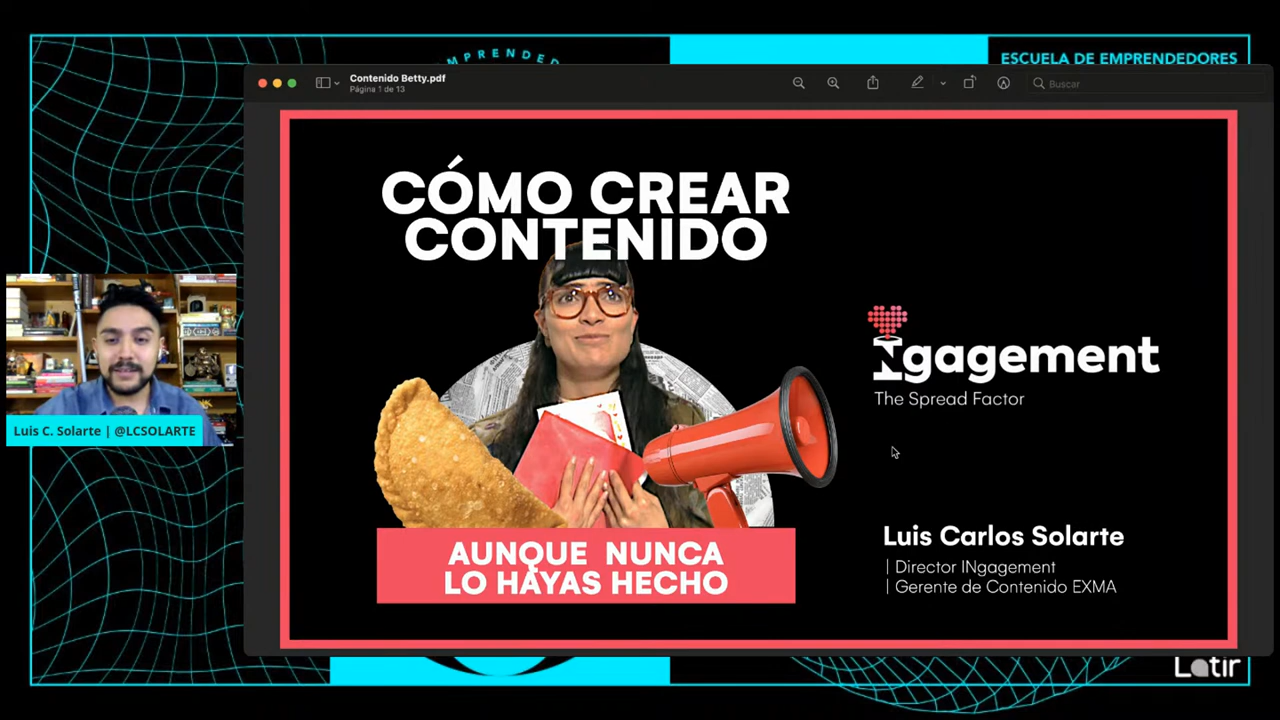 MPRENDED
ESCUELA DE EMPRENDEDORES
Contenido Betty.pdf
Página 1 de 13
Buscar
CÓMO CREAR
CONTENIDO
AUNQUE NUNCA
LO HAYAS HECHO
INgagement
The Spread Factor
Luis Carlos Solarte
| Director INgagement
| Gerente de Contenido EXMA
Luis C. Solarte | @LCSOLARTE
Latir